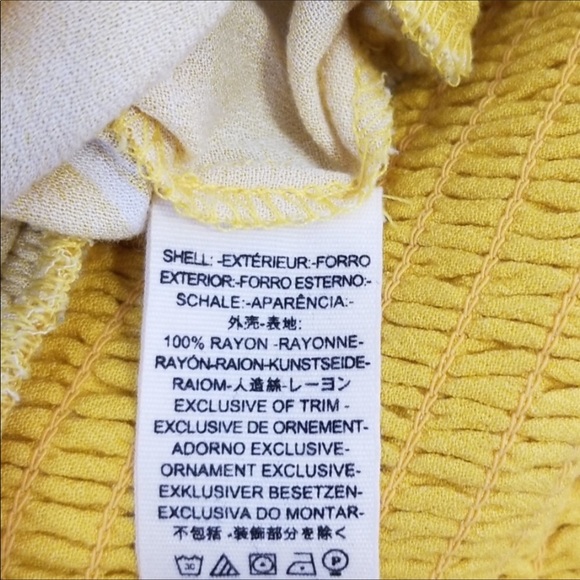 SHELL: -EXTÉRIEUR:-FORRO
EXTERIOR:-FORRO ESTERNO:-
SCHALE:-APARÊNCIA:-
外壳-表地:
100% RAYON -RAYONNE-
RAYÓN-RAION-KUNSTSEIDE-
RAIOM-人造絲-レーヨン
EXCLUSIVE OF TRIM -
EXCLUSIVE DE ORNEMENT-
ADORNO EXCLUSIVE-
ORNAMENT EXCLUSIVE-
EXKLUSIVER BESETZEN-
EXCLUSIVA DO MONTAR-
不包括 -装飾部分を除く
30 P